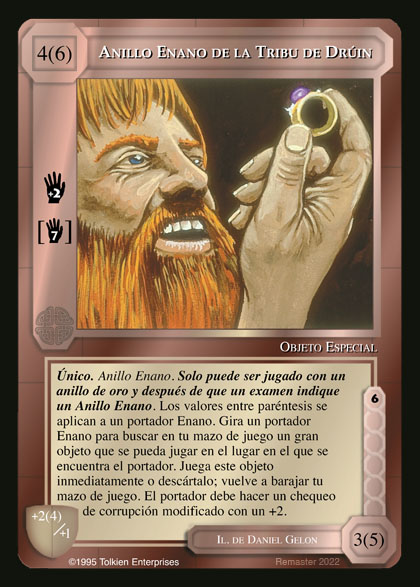 4(6)
Anillo Enano de la Tribu de Drúin
+2
[7]
Objeto Especial
Único. Anillo Enano. Solo puede ser jugado con un
anillo de oro y después de que un examen indique
un Anillo Enano. Los valores entre paréntesis se
aplican a un portador Enano. Gira un portador
Enano para buscar en tu mazo de juego un gran
objeto que se pueda jugar en el lugar en el que se
encuentra el portador. Juega este objeto
inmediatamente o descártalo; vuelve a barajar tu
mazo de juego. El portador debe hacer un chequeo
de corrupción modificado con un +2.
6
+2(4)
/+1
Il. de Daniel Gelon
3(5)
©1995 Tolkien Enterprises
Remaster 2022